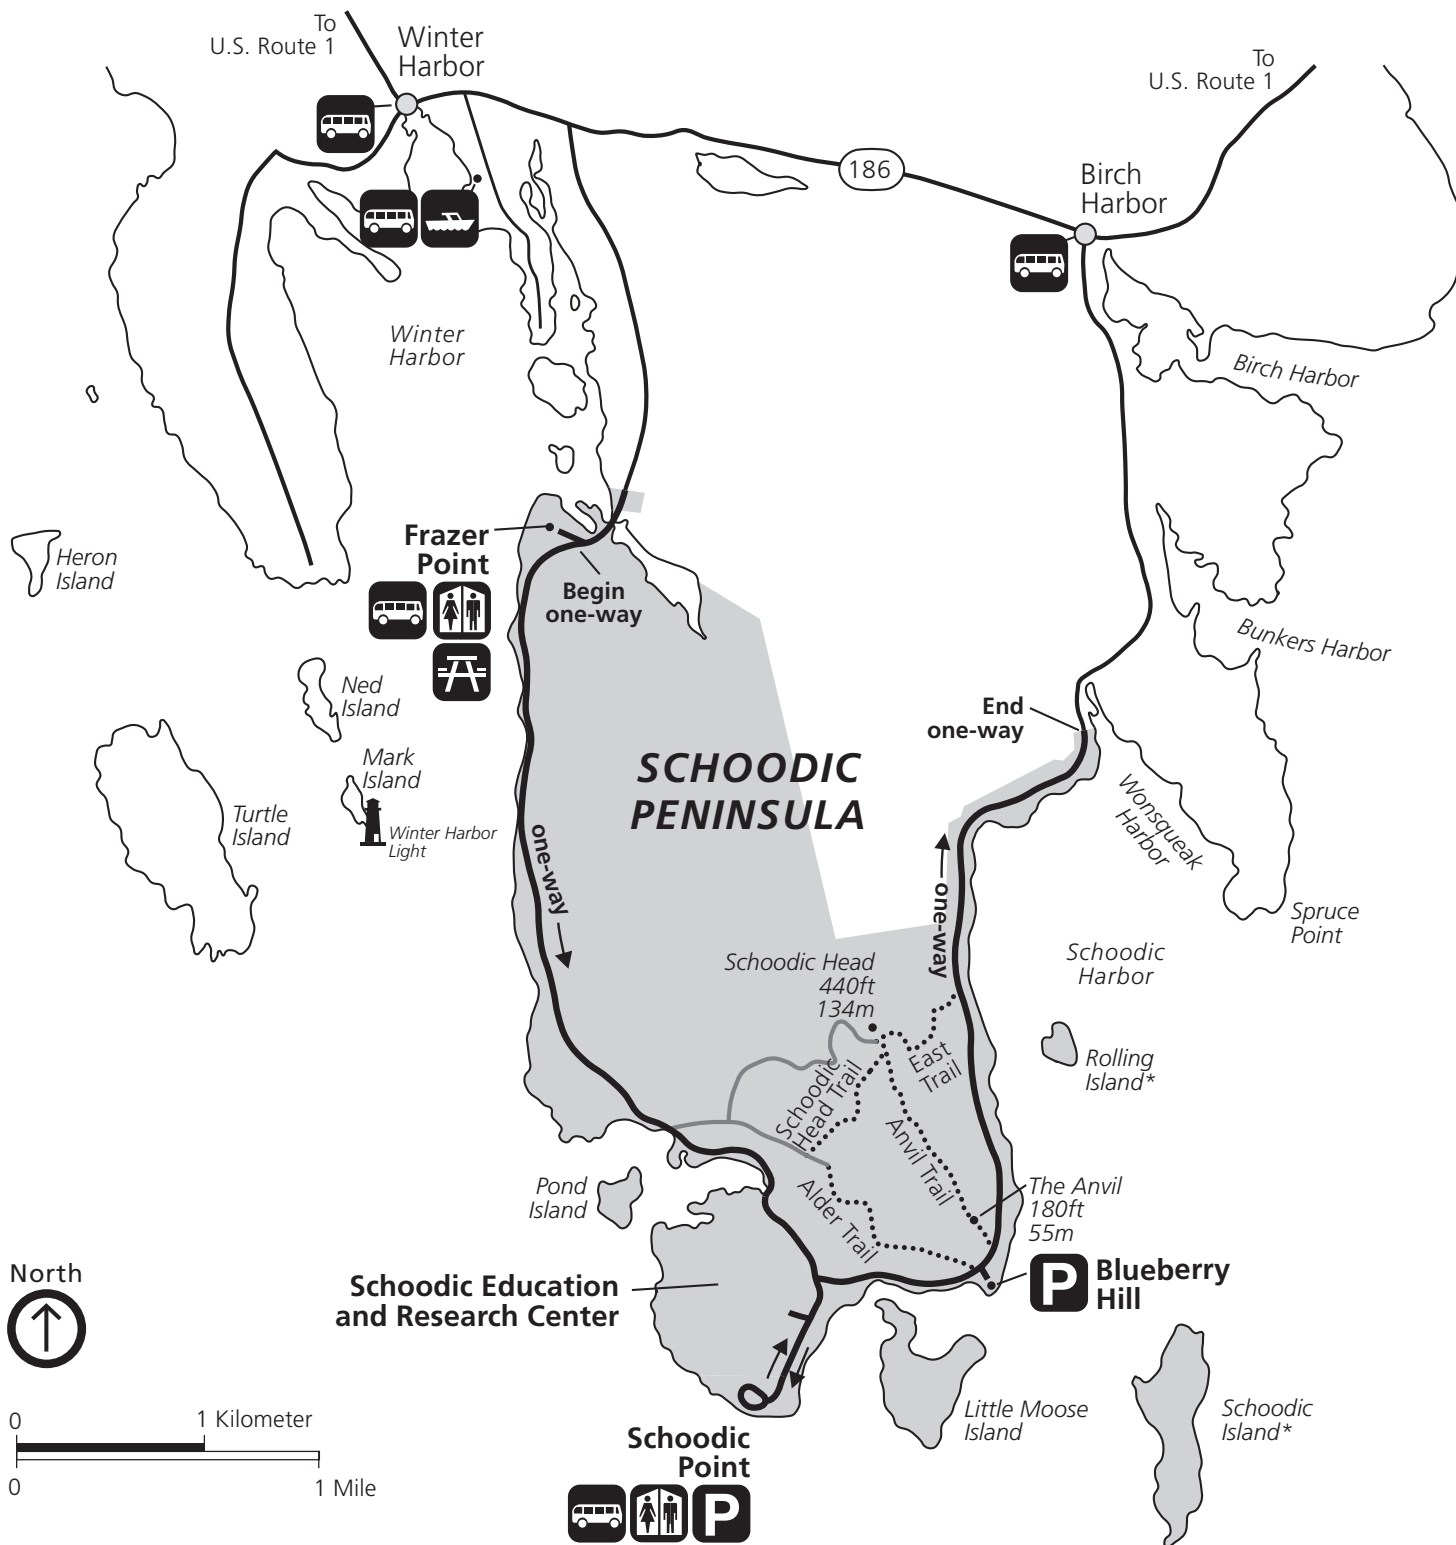 To
U.S. Route 1
Winter
Harbor
To
U.S. Route 1
186
Birch
Harbor
Winter
Harbor
Birch Harbor
Frazer
Point
Begin
one-way
Heron
Island
Bunkers Harbor
Ned
Island
End
one-way
Mark
Island
SCHOODIC
PENINSULA
Turtle
Island
Winter Harbor
Light
Wonsqueak
Harbor
one-way
one-way
Spruce
Point
Schoodic Head
440ft
134m
Schoodic
Harbor
East
Trail
Rolling
Island*
Schoodic
Head Trail
Anvil Trail
Pond
Island
Alder Trail
The Anvil
180ft
55m
North
Schoodic Education
and Research Center
P
Blueberry
Hill
0
1 Kilometer
0
1 Mile
Little Moose
Island
Schoodic
Island*
Schoodic
Point
P